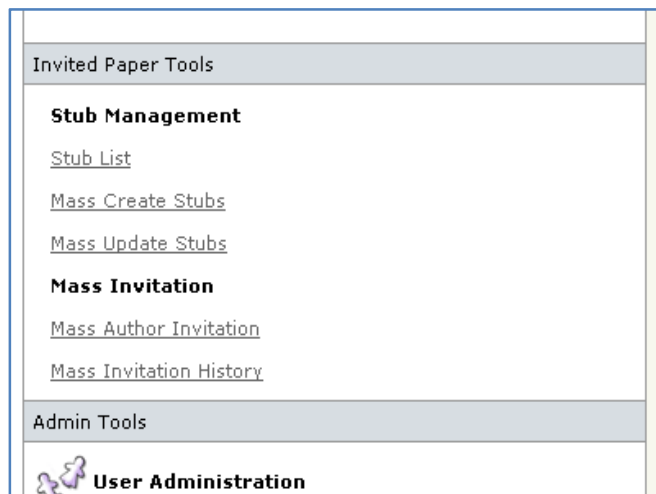 Invited Paper Tools
Stub Management
Stub List
Mass Create Stubs
Mass Update Stubs
Mass Invitation
Mass Author Invitation
Mass Invitation History
Admin Tools
User Administration